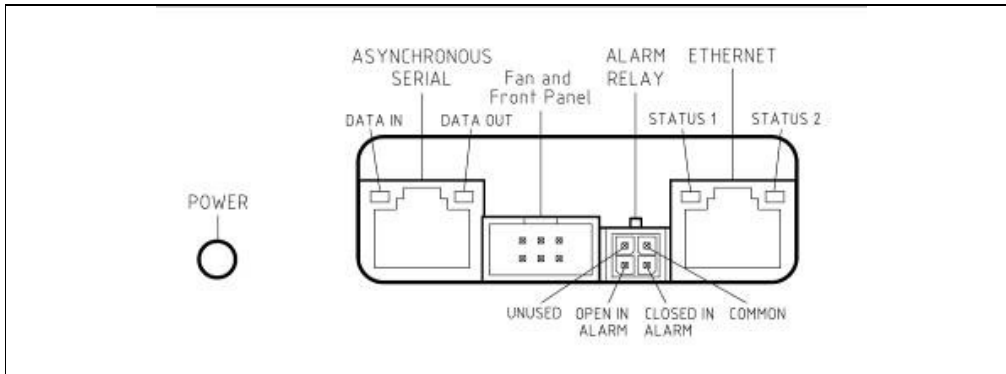 ASYNCHRONOUS
SERIAL
Fan and
Front Panel
ALARM
RELAY
ETHERNET
DATA IN
DATA OUT
STATUS 1
STATUS 2
POWER
UNUSED
OPEN IN
ALARM
CLOSED IN
ALARM
COMMON